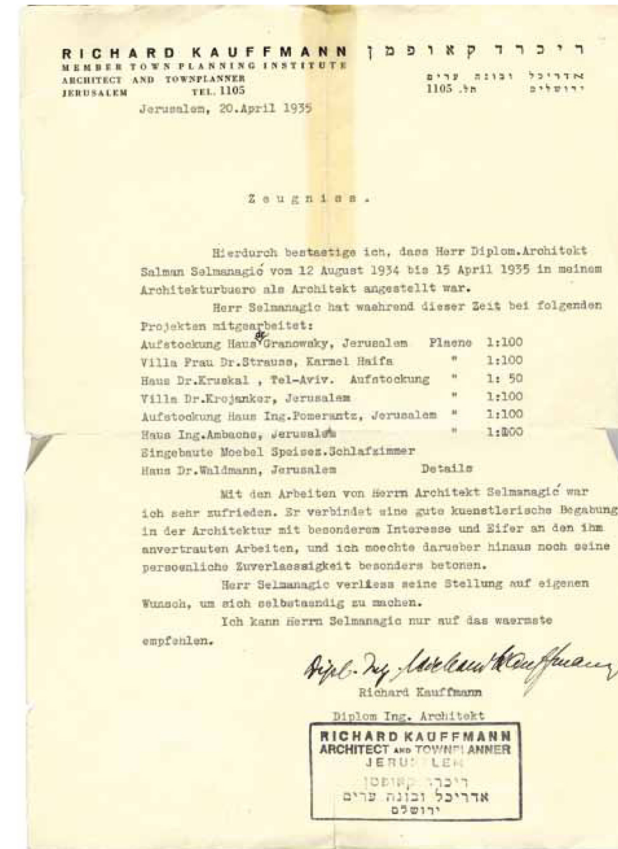 RICHARD KAUFFMANN ריכרד קאופמן
MEMBER TOWN PLANNING INSTITUTE
ARCHITECT AND TOWNPLANNER אדריכל ובונה ערים
JERUSALEM TEL. 1105 ירושלים תל. 1105
Jerusalem, 20.April 1935
Zeugniss.
Hierdurch bestaetige ich, dass Herr Diplom.Architekt
Salman Selmanagić vom 12 August 1934 bis 15 April 1935 in meinem
Architekturbuero als Architekt angestellt war.
Herr Selmanagic hat waehrend dieser Zeit bei folgenden
Projekten mitgearbeitet:
Aufstockung Haus Dr Granowsky, Jerusalem Plaene 1:100
Villa Frau Dr.Strauss, Karmel Haifa " 1:100
Haus Dr.Kruskal , Tel-Aviv. Aufstockung " 1: 50
Villa Dr.Krojanker, Jerusalem " 1:100
Aufstockung Haus Ing.Pomerantz, Jerusalem " 1:100
Haus Ing.Ambache, Jerusalem " 1:100
Eingebaute Moebel Speisez.Schlafzimmer
Haus Dr.Waldmann, Jerusalem Details
Mit den Arbeiten von Herrn Architekt Selmanagić war
ich sehr zufrieden. Er verbindet eine gute kuenstlerische Begabung
in der Architektur mit besonderem Interesse und Eifer an den ihm
anvertrauten Arbeiten, und ich moechte darueber hinaus noch seine
persoenliche Zuverlaessigkeit besonders betonen.
Herr Selmanagic verliess seine Stellung auf eigenen
Wunsch, um sich selbstaendig zu machen.
Ich kann Herrn Selmanagic nur auf das waermste
empfehlen.
Dipl. Ing. Richard Kauffmann
Richard Kauffmann
Diplom Ing. Architekt
RICHARD KAUFFMANN
ARCHITECT AND TOWNPLANNER
JERUSALEM
ריכרד קאופמן
אדריכל ובונה ערים
ירושלם